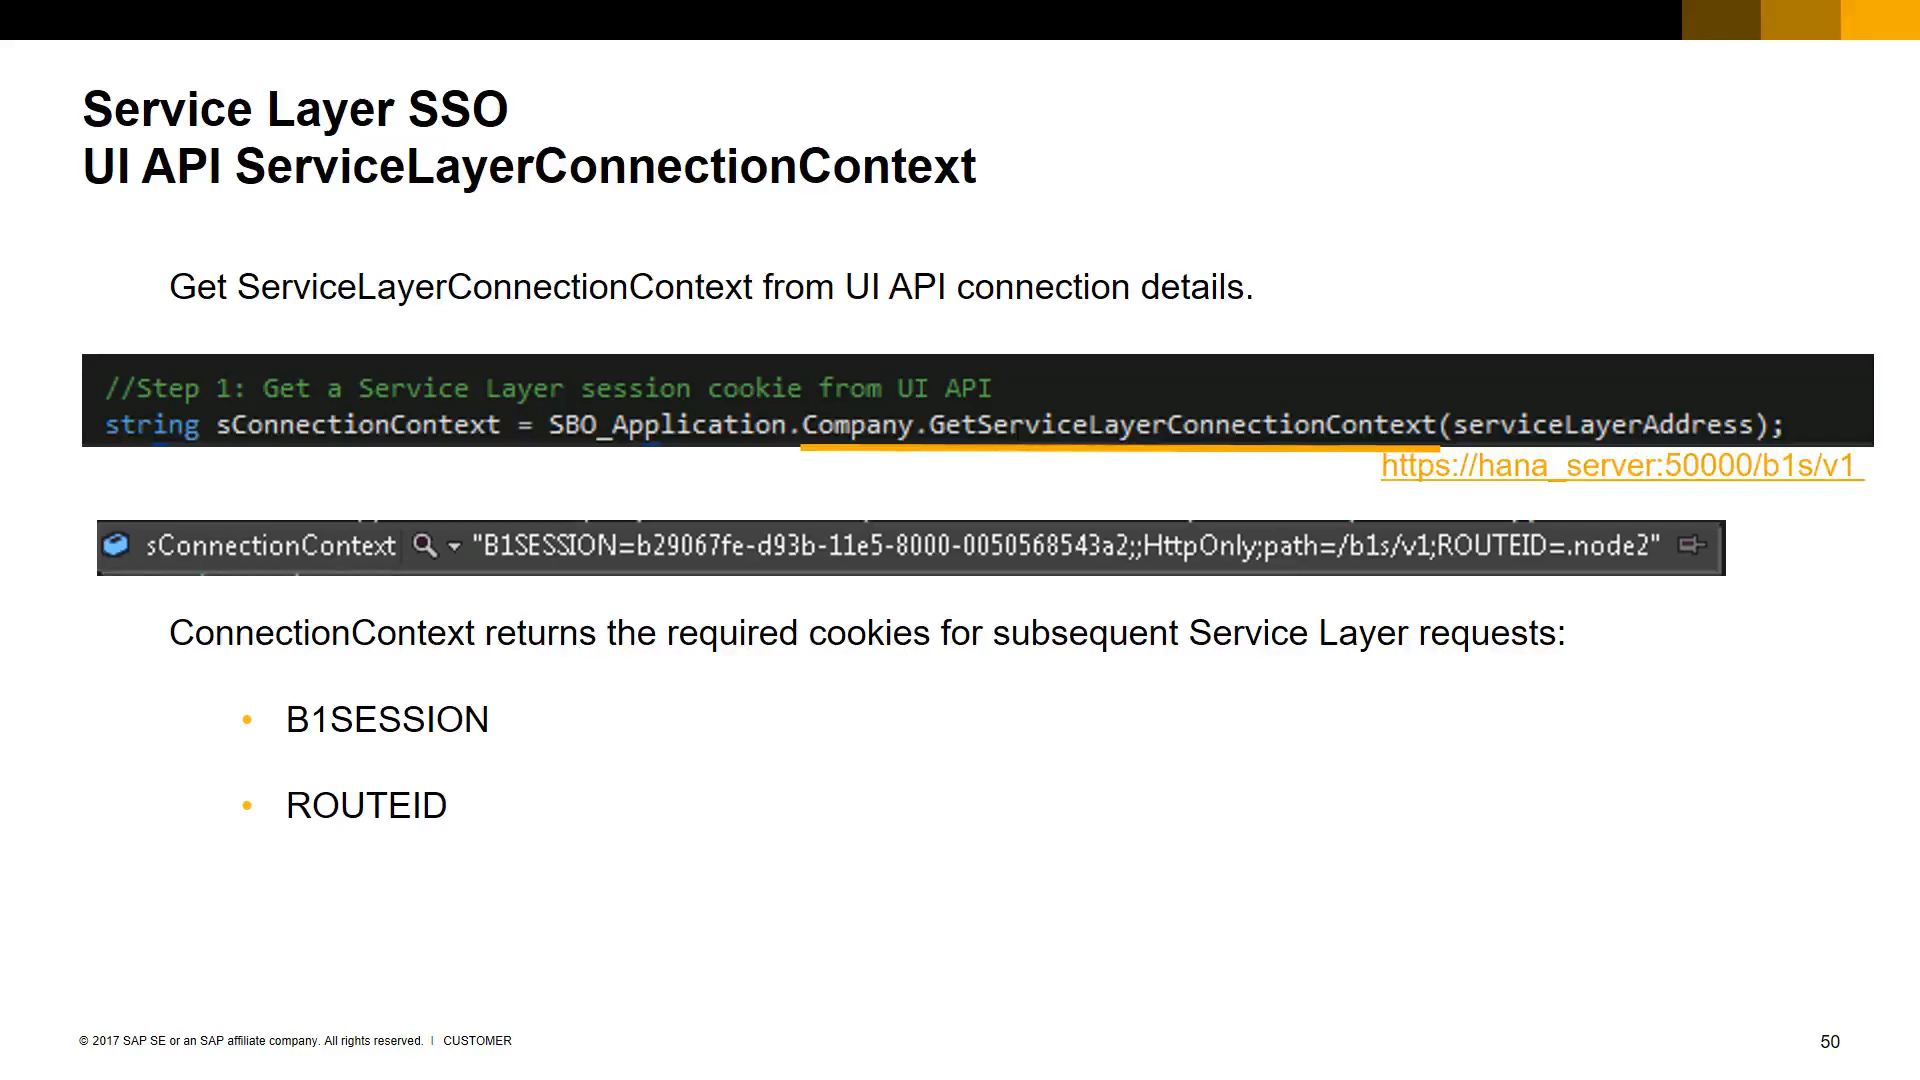 Service Layer SSO
UI API ServiceLayerConnectionContext
Get ServiceLayerConnectionContext from UI API connection details.
//Step 1: Get a Service Layer session cookie from UI API
string sConnectionContext = SBO_Application.Company.GetServiceLayerConnectionContext(serviceLayerAddress);
https://hana_server:50000/b1s/v1
sConnectionContext "B1SESSION=b29067fe-d93b-11e5-8000-0050568543a2;;HttpOnly;path=/b1s/v1;ROUTEID=.node2"
ConnectionContext returns the required cookies for subsequent Service Layer requests:
• B1SESSION
• ROUTEID
© 2017 SAP SE or an SAP affiliate company. All rights reserved. | CUSTOMER
50